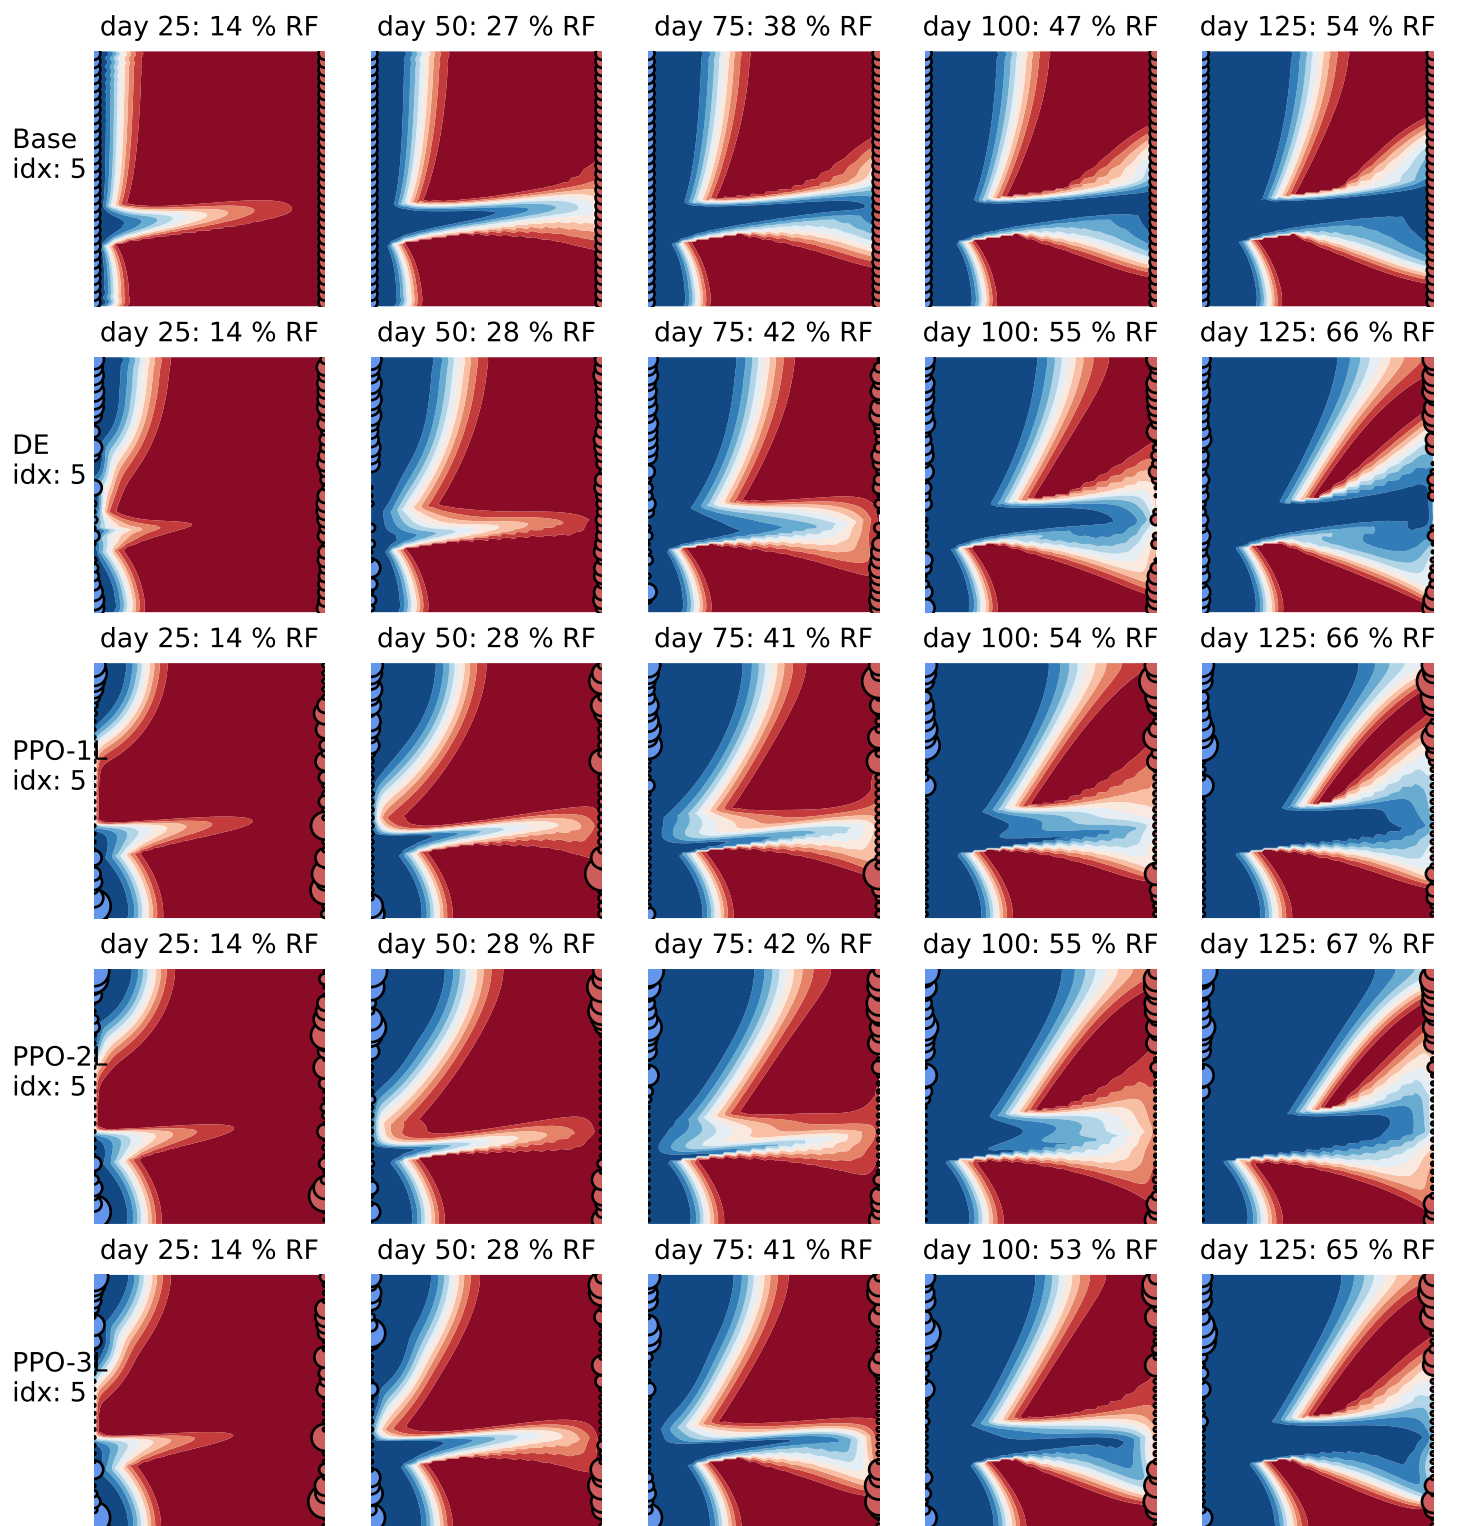 day 25: 14 % RF
day 50: 27 % RF
day 75: 38 % RF
day 100: 47 % RF
day 125: 54 % RF
Base
idx: 5
day 25: 14 % RF
day 50: 28 % RF
day 75: 42 % RF
day 100: 55 % RF
day 125: 66 % RF
DE
idx: 5
day 25: 14 % RF
day 50: 28 % RF
day 75: 41 % RF
day 100: 54 % RF
day 125: 66 % RF
PPO-1L
idx: 5
day 25: 14 % RF
day 50: 28 % RF
day 75: 42 % RF
day 100: 55 % RF
day 125: 67 % RF
PPO-2L
idx: 5
day 25: 14 % RF
day 50: 28 % RF
day 75: 41 % RF
day 100: 53 % RF
day 125: 65 % RF
PPO-3L
idx: 5